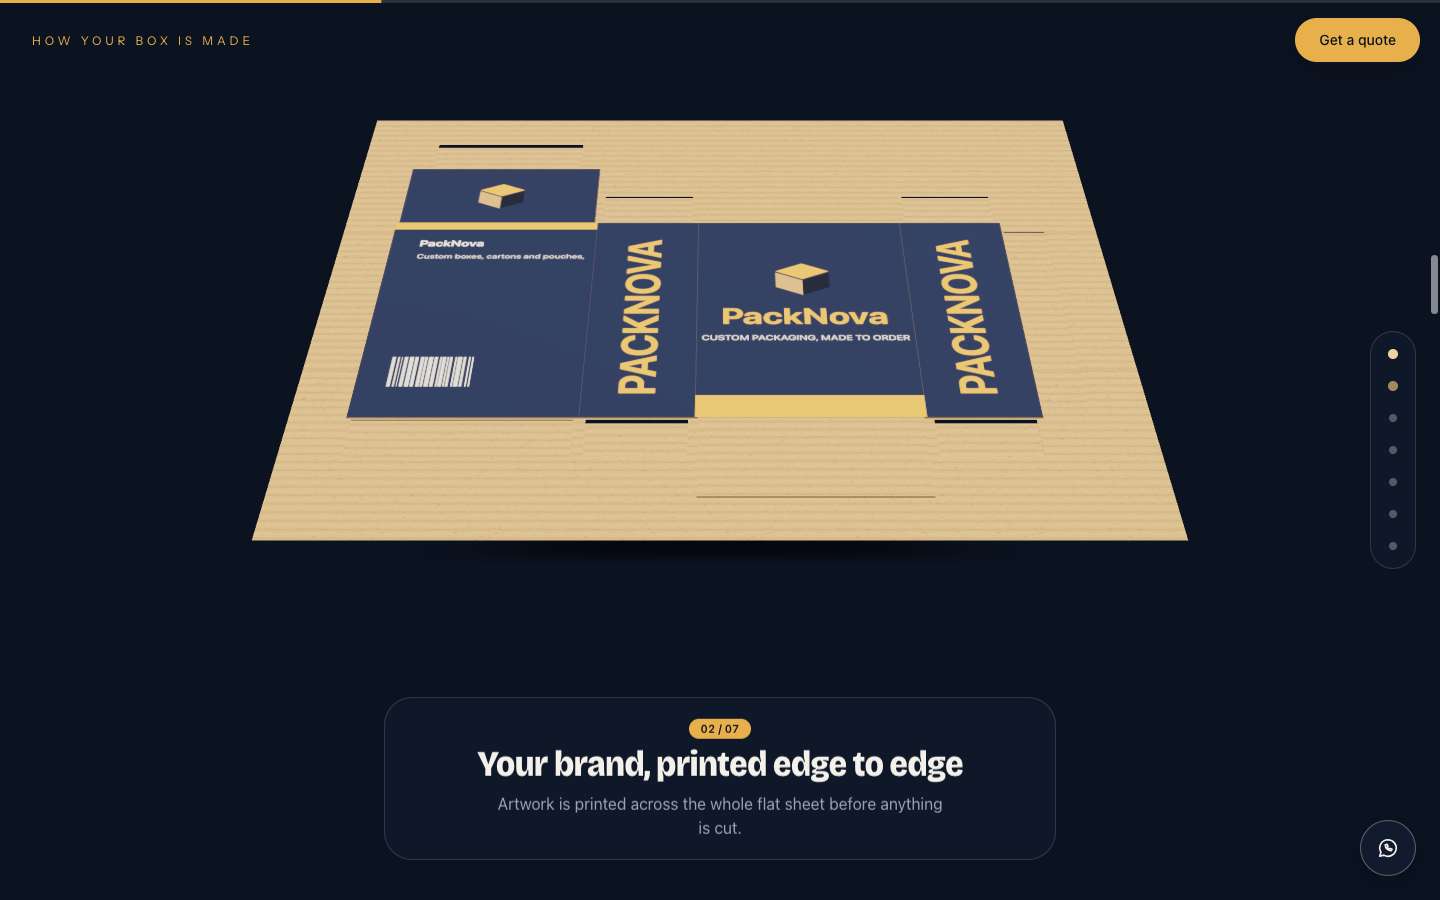 HOW YOUR BOX IS MADE
Get a quote
PackNova
Custom boxes, cartons and pouches,
PACKNOVA
PackNova
CUSTOM PACKAGING, MADE TO ORDER
PACKNOVA
02 / 07
Your brand, printed edge to edge
Artwork is printed across the whole flat sheet before anything
is cut.